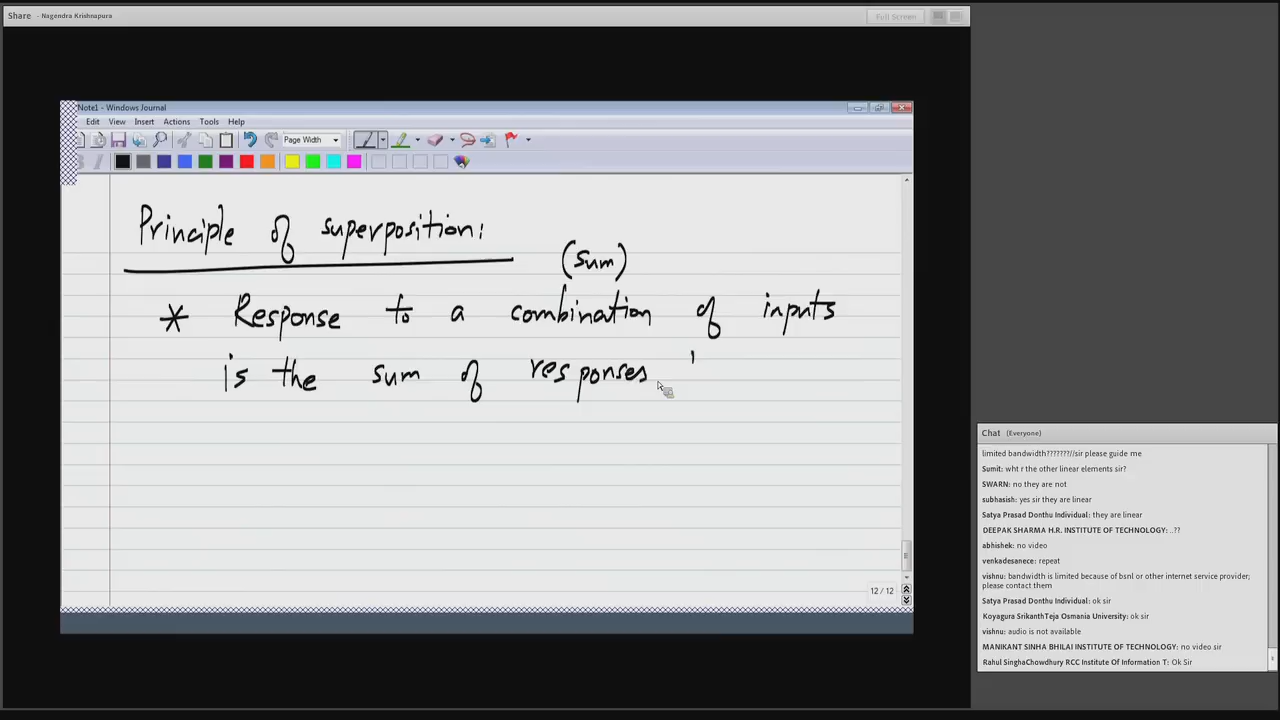 Share - Nagendra Krishnapura
Full Screen
Note1 - Windows Journal
Edit View Insert Actions Tools Help
Page Width
Principle of superposition:
(sum)
* Response to a combination of inputs
is the sum of responses
12 / 12
Chat (Everyone)
limited bandwidth???????//sir please guide me
Sumit: wht r the other linear elements sir?
SWARN: no they are not
subhasish: yes sir they are linear
Satya Prasad Donthu Individual: they are linear
DEEPAK SHARMA H.R. INSTITUTE OF TECHNOLOGY: ..??
abhishek: no video
venkadesanece: repeat
vishnu: bandwidth is limited because of bsnl or other internet service provider;
please contact them
Satya Prasad Donthu Individual: ok sir
Koyagura SrikanthTeja Osmania University: ok sir
vishnu: audio is not available
MANIKANT SINHA BHILAI INSTITUTE OF TECHNOLOGY: no video sir
Rahul SinghaChowdhury RCC Institute Of Information T: Ok Sir